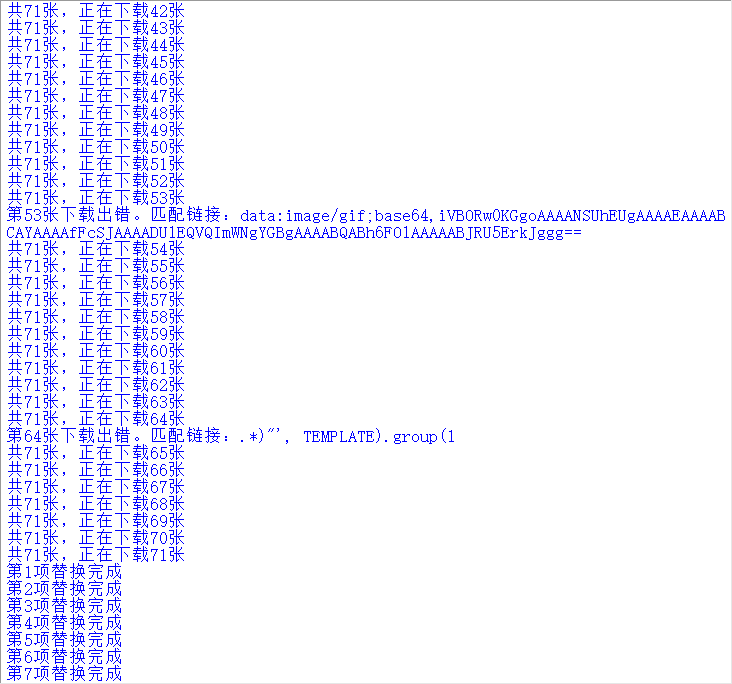 共71张，正在下载42张
共71张，正在下载43张
共71张，正在下载44张
共71张，正在下载45张
共71张，正在下载46张
共71张，正在下载47张
共71张，正在下载48张
共71张，正在下载49张
共71张，正在下载50张
共71张，正在下载51张
共71张，正在下载52张
共71张，正在下载53张
第53张下载出错。匹配链接：data:image/gif;base64,iVBORw0KGgoAAAANSUhEUgAAAAEAAAAB
CAYAAAAfFcSJAAAADUlEQVQImWNgYGBgAAAABQABh6FO1AAAAABJRU5ErkJggg==
共71张，正在下载54张
共71张，正在下载55张
共71张，正在下载56张
共71张，正在下载57张
共71张，正在下载58张
共71张，正在下载59张
共71张，正在下载60张
共71张，正在下载61张
共71张，正在下载62张
共71张，正在下载63张
共71张，正在下载64张
第64张下载出错。匹配链接：.*)"', TEMPLATE).group(1
共71张，正在下载65张
共71张，正在下载66张
共71张，正在下载67张
共71张，正在下载68张
共71张，正在下载69张
共71张，正在下载70张
共71张，正在下载71张
第1项替换完成
第2项替换完成
第3项替换完成
第4项替换完成
第5项替换完成
第6项替换完成
第7项替换完成